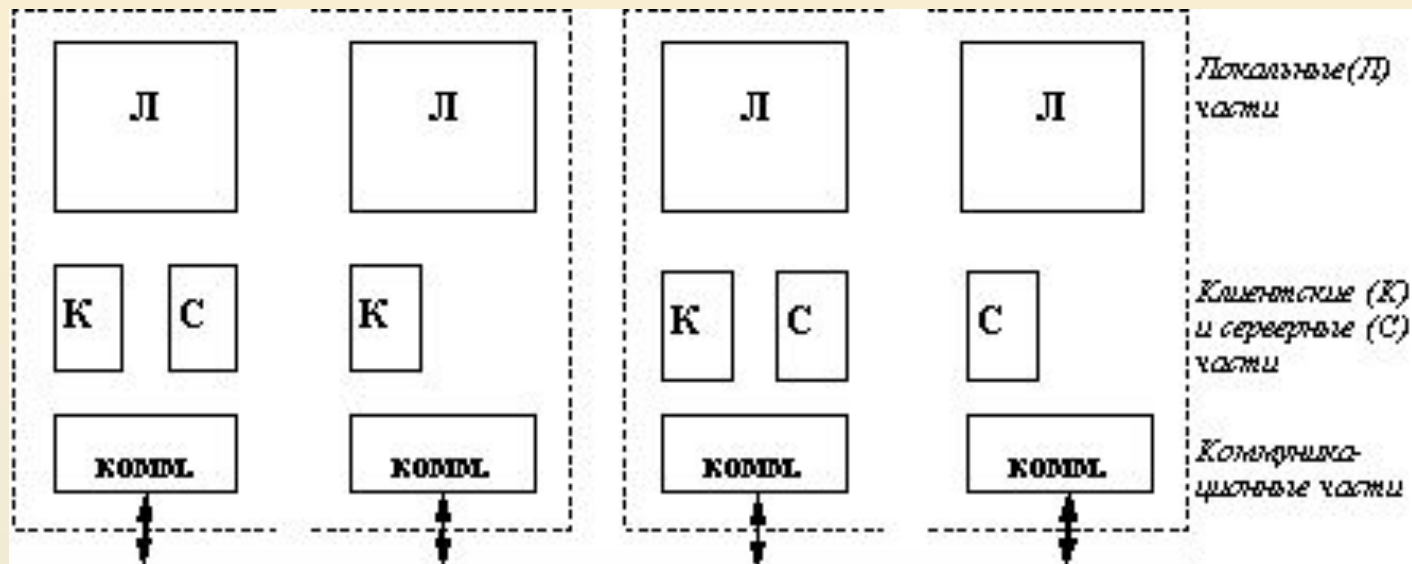 Л Л Л Л
Локальные (Л)
части
К С К К С С
Клиентские (К)
и серверные (С)
части
комм. комм. комм. комм.
Коммуника-
ционные части